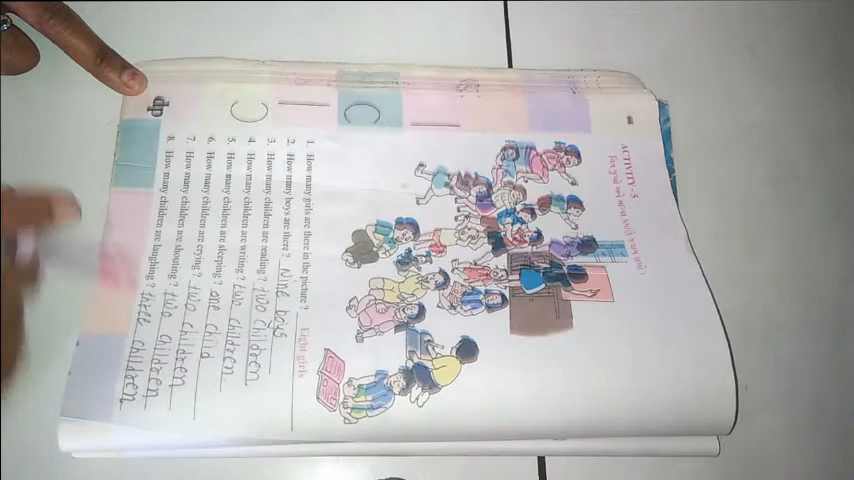 ACTIVITY - 5
1. How many girls are there in the picture ? Eight girls
2. How many boys are there ? Nine boys
3. How many children are reading ? two children
4. How many children are writing ? two children
5. How many children are sleeping ? one child
6. How many children are crying ? two children
7. How many children are shouting ? two children
8. How many children are laughing ? three children